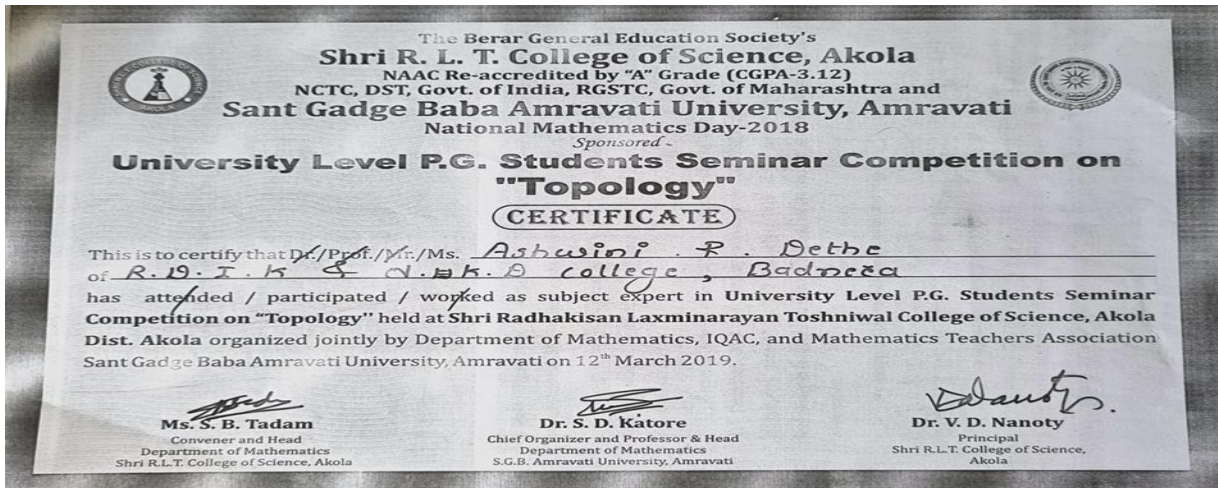 The Berar General Education Society's
Shri R. L. T. College of Science, Akola
NAAC Re-accredited by "A" Grade (CGPA-3.12)
NCTC, DST, Govt. of India, RGSTC, Govt. of Maharashtra and
Sant Gadge Baba Amravati University, Amravati
National Mathematics Day-2018
Sponsored -
University Level P.G. Students Seminar Competition on
"Topology"
CERTIFICATE
This is to certify that Dr./Prof./Mr./Ms. Ashwini . R . Dethe
of R.D.I.K & N.K.D College, Badnera
has attended / participated / worked as subject expert in University Level P.G. Students Seminar
Competition on "Topology" held at Shri Radhakisan Laxminarayan Toshniwal College of Science, Akola
Dist. Akola organized jointly by Department of Mathematics, IQAC, and Mathematics Teachers Association
Sant Gadge Baba Amravati University, Amravati on 12th March 2019.
Ms. S. B. Tadam
Convener and Head
Department of Mathematics
Shri R.L.T. College of Science, Akola
Dr. S. D. Katore
Chief Organizer and Professor & Head
Department of Mathematics
S.G.B. Amravati University, Amravati
Dr. V. D. Nanoty
Principal
Shri R.L.T. College of Science,
Akola